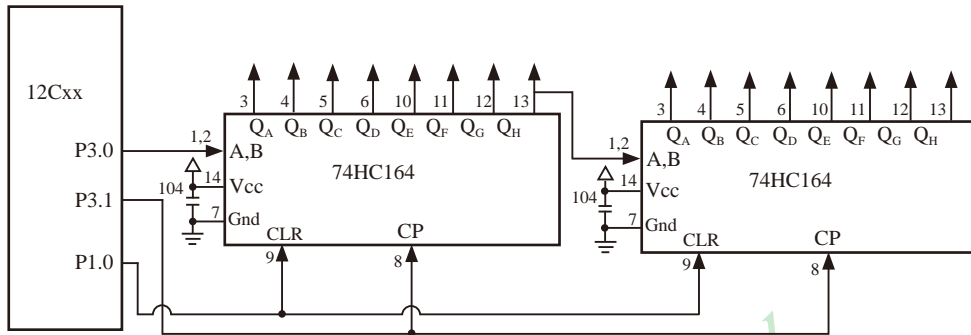 12Cxx
P3.0
P3.1
P1.0
3 4 5 6 10 11 12 13
QA QB QC QD QE QF QG QH
1,2
A,B
74HC164
14
Vcc
104
7
Gnd
CLR
CP
9
8
3 4 5 6 10 11 12 13
QA QB QC QD QE QF QG QH
1,2
A,B
74HC164
14
Vcc
104
7
Gnd
CLR
CP
9
8